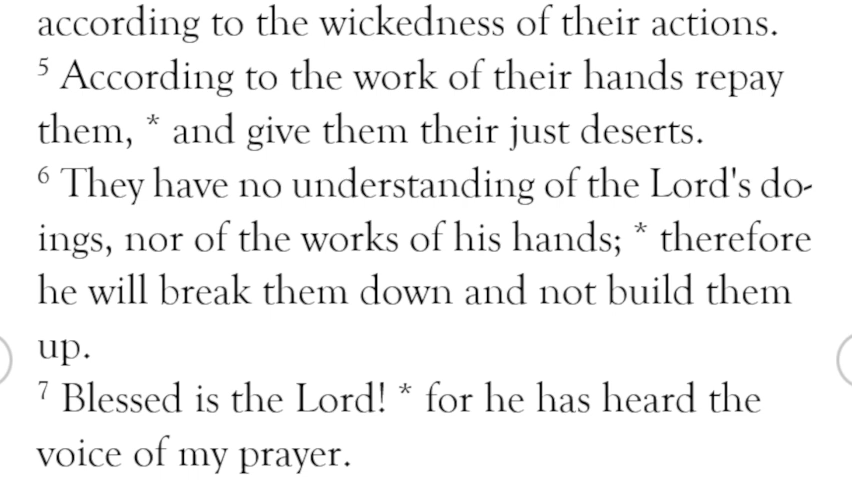 according to the wickedness of their actions.
5 According to the work of their hands repay
them, * and give them their just deserts.
6 They have no understanding of the Lord's do-
ings, nor of the works of his hands; * therefore
he will break them down and not build them
up.
7 Blessed is the Lord! * for he has heard the
voice of my prayer.